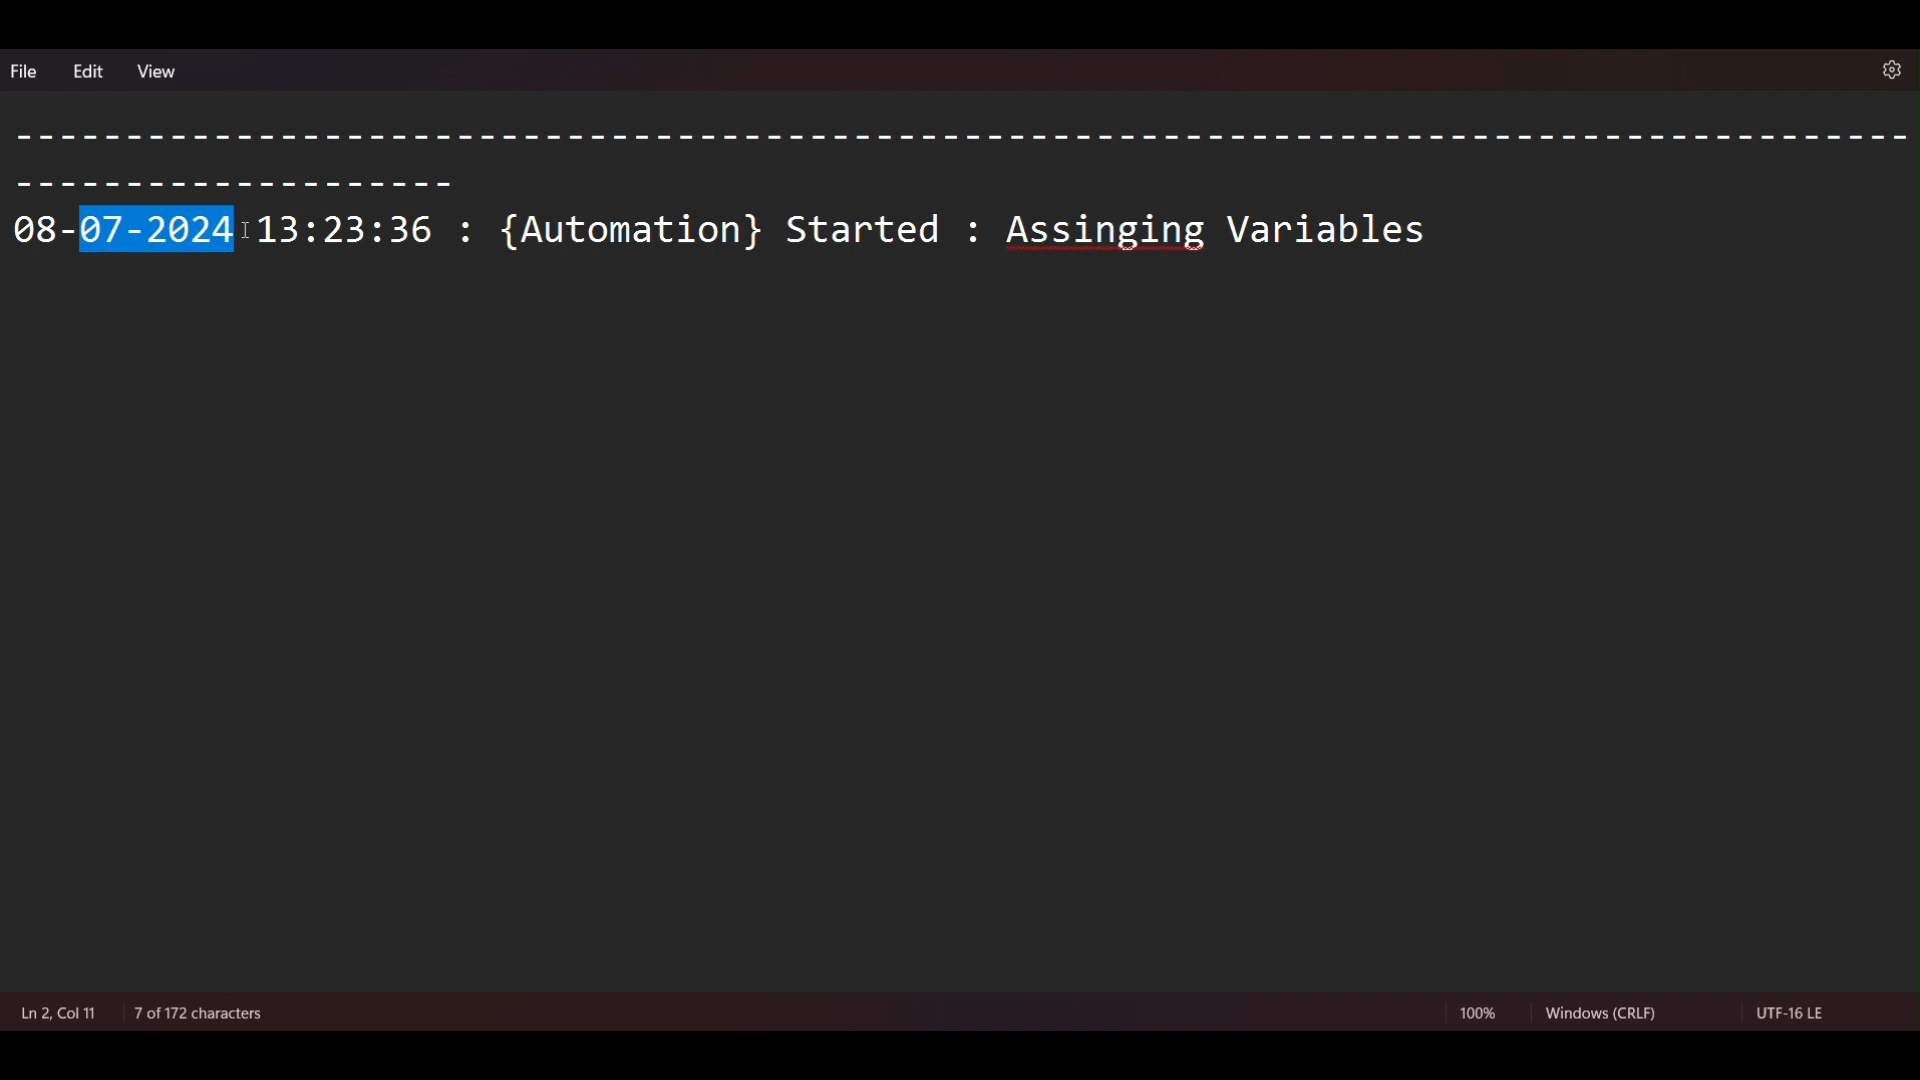 File Edit View
--------------------------------------------------------------------------------------
--------------------
08-07-2024 13:23:36 : {Automation} Started : Assinging Variables
Ln 2, Col 11 7 of 172 characters 100% Windows (CRLF) UTF-16 LE